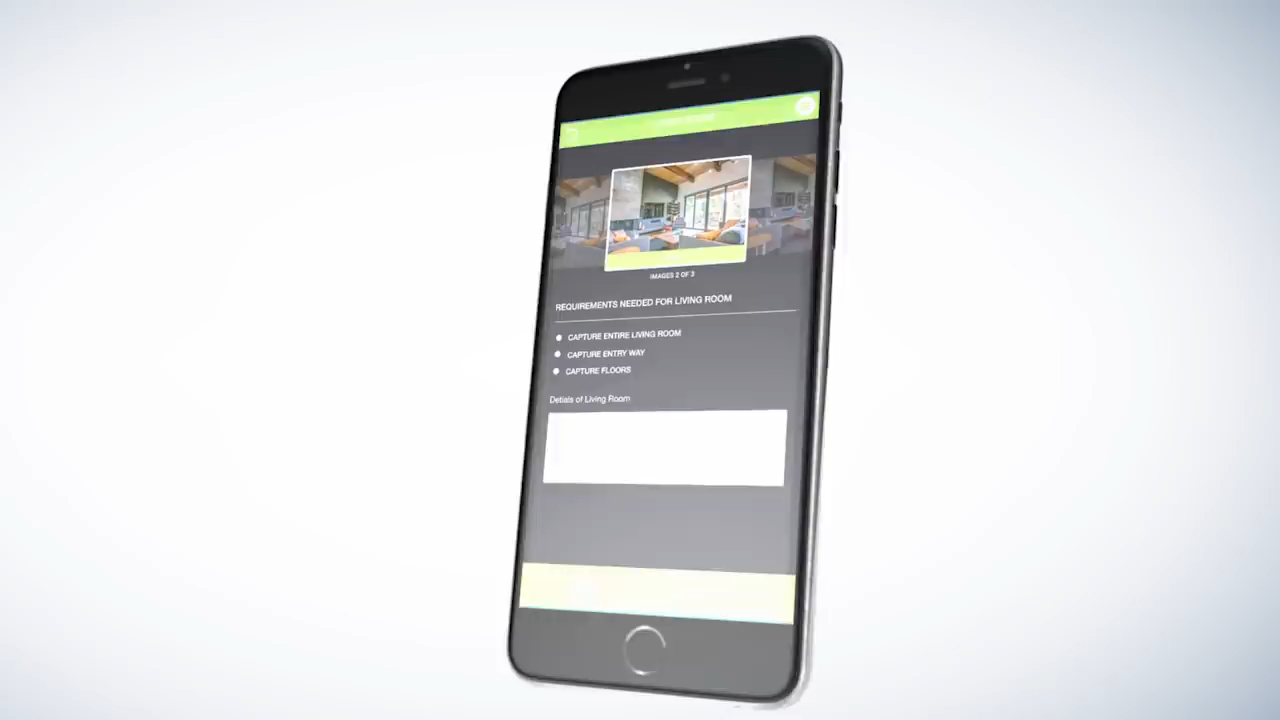 IMAGES 2 OF 3
REQUIREMENTS NEEDED FOR LIVING ROOM
CAPTURE ENTIRE LIVING ROOM
CAPTURE ENTRY WAY
CAPTURE FLOORS
Detials of Living Room